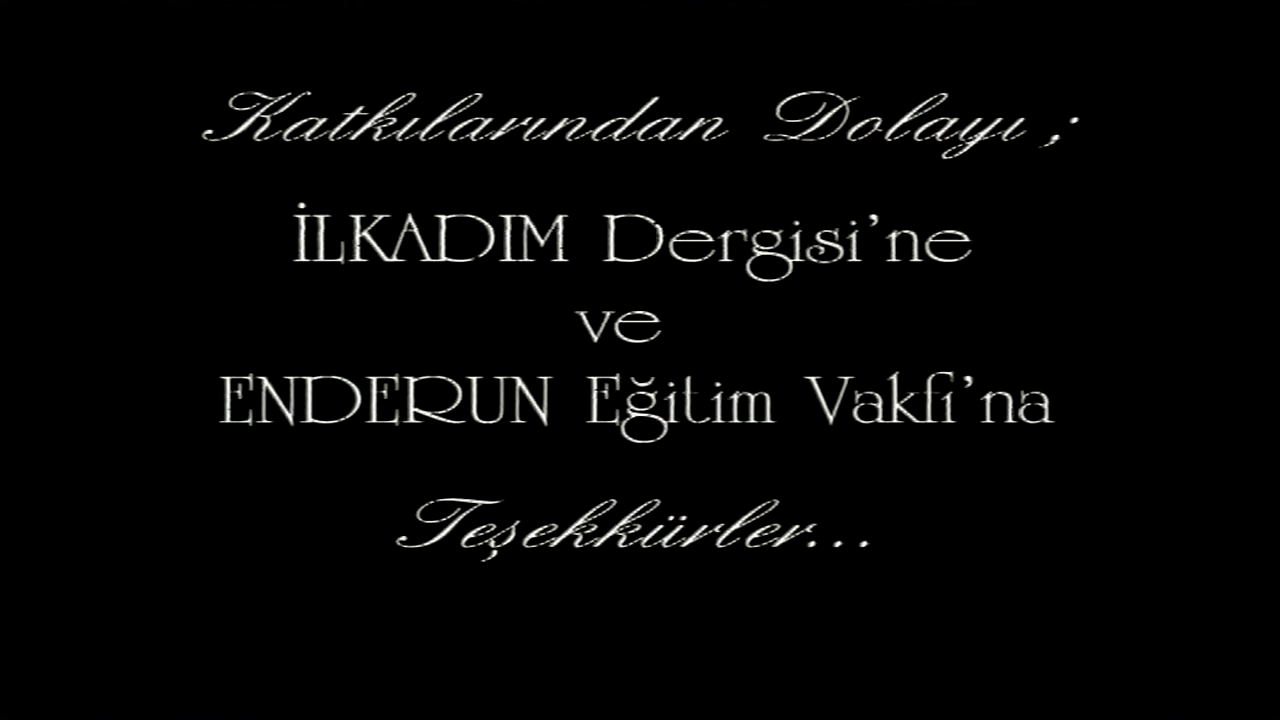 Katkılarından Dolayı ;
İLKADIM Dergisi'ne
ve
ENDERUN Eğitim Vakfı'na
Teşekkürler...